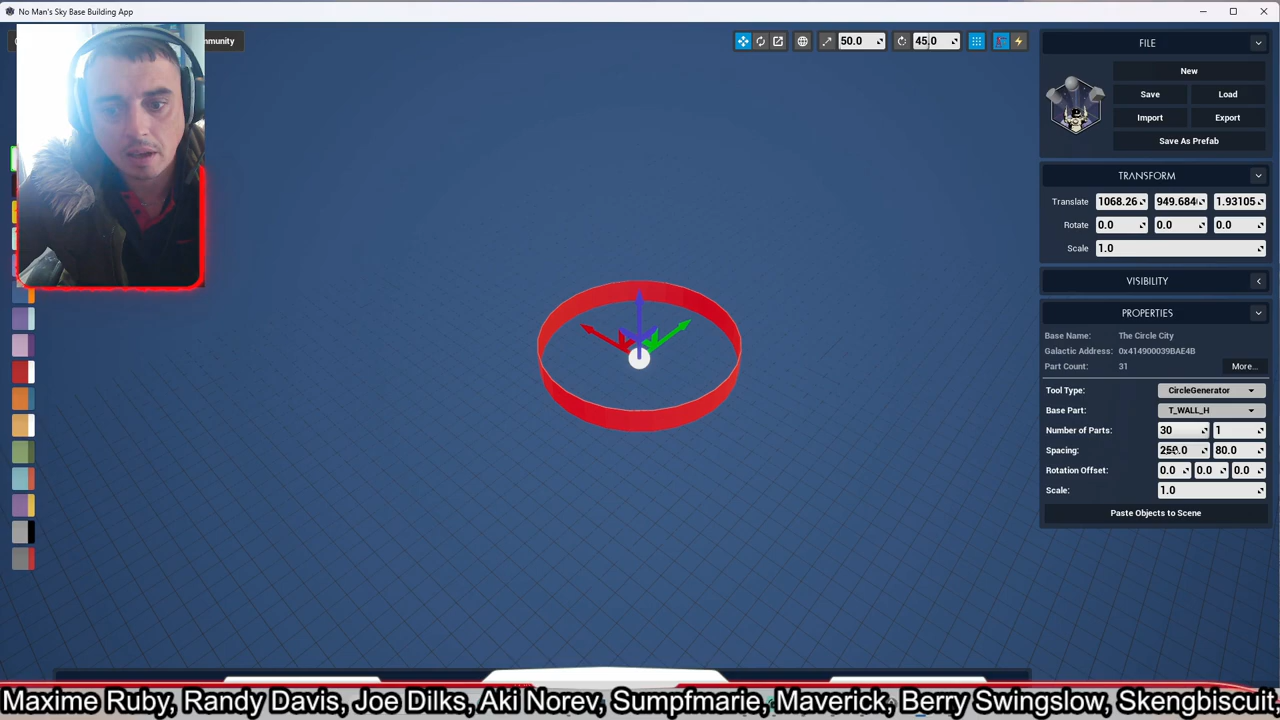 No Man's Sky Base Building App
munity
50.0
45.0
FILE
New
Save Load
Import Export
Save As Prefab
TRANSFORM
Translate 1068.26 949.684 1.93105
Rotate 0.0 0.0 0.0
Scale 1.0
VISIBILITY
PROPERTIES
Base Name: The Circle City
Galactic Address: 0x414900039BAE4B
Part Count: 31 More...
Tool Type: CircleGenerator
Base Part: T_WALL_H
Number of Parts: 30 1
Spacing: 250.0 80.0
Rotation Offset: 0.0 0.0 0.0
Scale: 1.0
Paste Objects to Scene
Maxime Ruby, Randy Davis, Joe Dilks, Aki Norev, Sumpfmarie, Maverick, Berry Swingslow, Skengbiscuit,